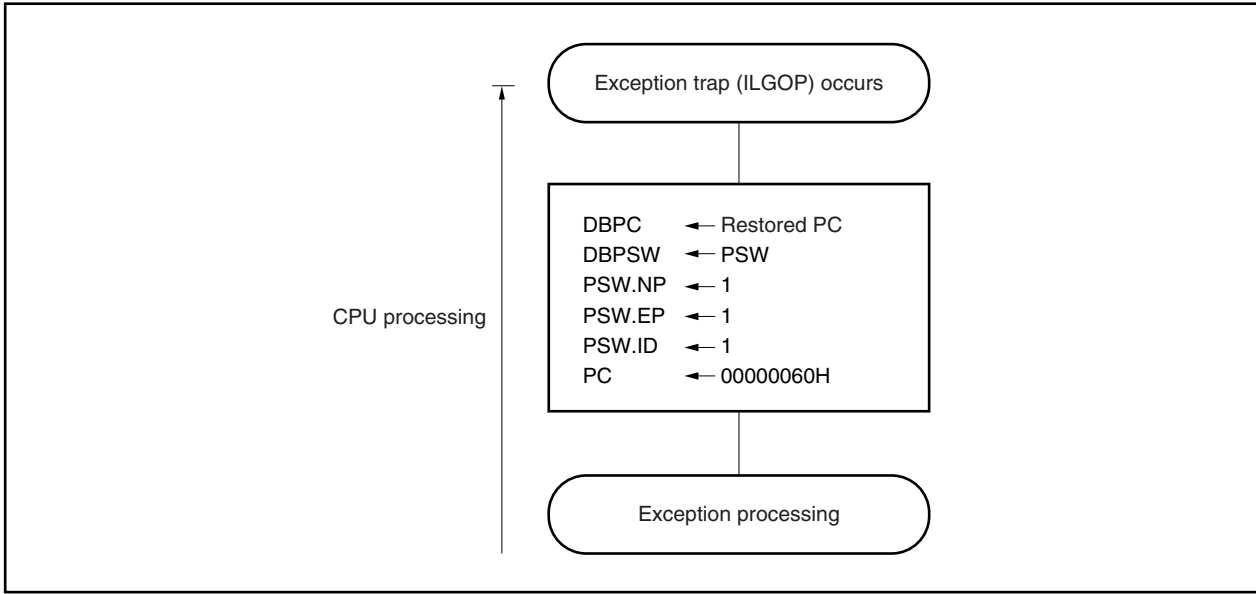 Exception trap (ILGOP) occurs
CPU processing
DBPC ← Restored PC
DBPSW ← PSW
PSW.NP ← 1
PSW.EP ← 1
PSW.ID ← 1
PC ← 00000060H
Exception processing